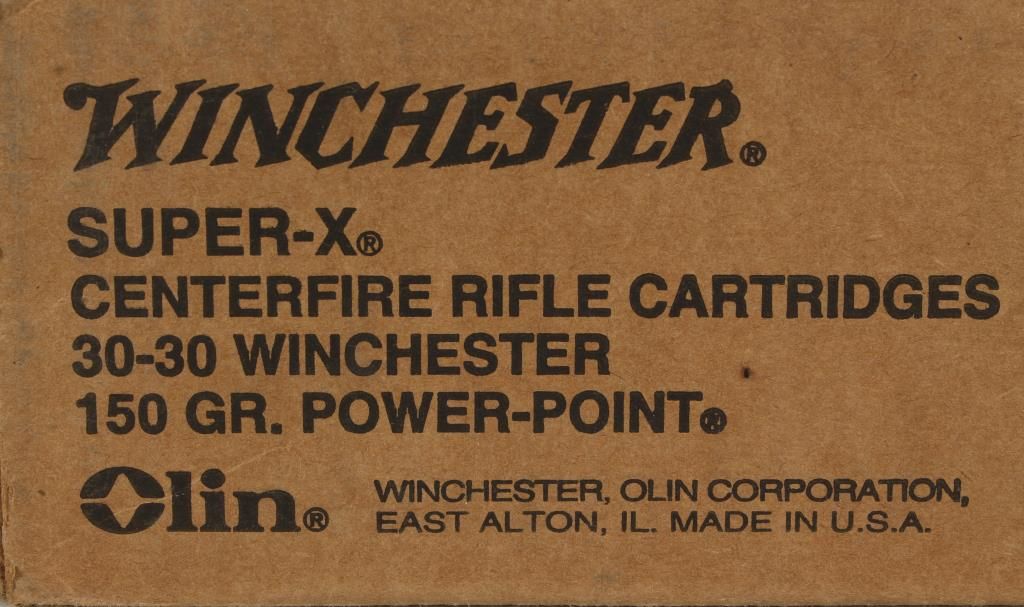 WINCHESTER®
SUPER-X®
CENTERFIRE RIFLE CARTRIDGES
30-30 WINCHESTER
150 GR. POWER-POINT®
Olin® WINCHESTER, OLIN CORPORATION,
EAST ALTON, IL. MADE IN U.S.A.